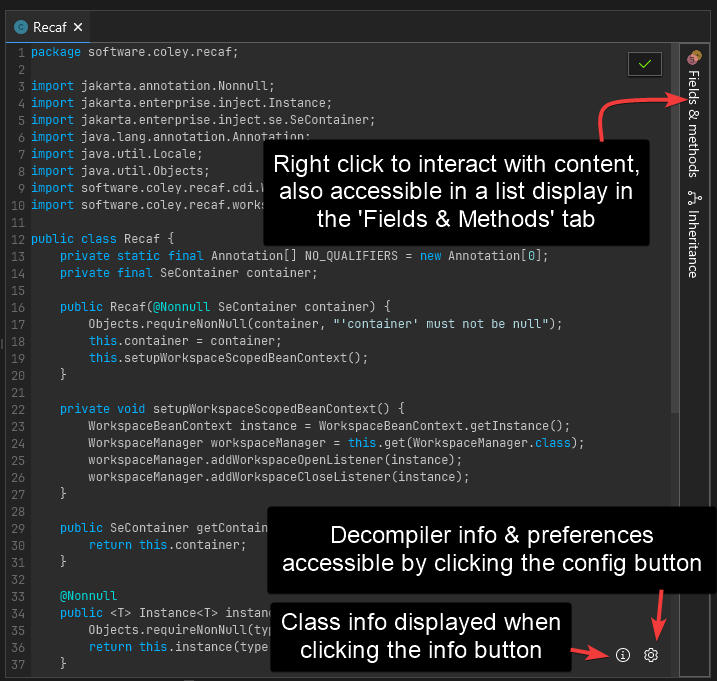 Recaf
1 package software.coley.recaf;
2
3 import jakarta.annotation.Nonnull;
4 import jakarta.enterprise.inject.Instance;
5 import jakarta.enterprise.inject.se.SeContainer;
6 import java.lang.annotation.Annotation;
7 import java.util.Locale;
8 import java.util.Objects;
9 import software.coley.recaf.cdi.
10 import software.coley.recaf.works
11
12 public class Recaf {
13 private static final Annotation[] NO_QUALIFIERS = new Annotation[0];
14 private final SeContainer container;
15
16 public Recaf(@Nonnull SeContainer container) {
17 Objects.requireNonNull(container, "'container' must not be null");
18 this.container = container;
19 this.setupWorkspaceScopedBeanContext();
20 }
21
22 private void setupWorkspaceScopedBeanContext() {
23 WorkspaceBeanContext instance = WorkspaceBeanContext.getInstance();
24 WorkspaceManager workspaceManager = this.get(WorkspaceManager.class);
25 workspaceManager.addWorkspaceOpenListener(instance);
26 workspaceManager.addWorkspaceCloseListener(instance);
27 }
28
29 public SeContainer getContain
30 return this.container;
31 }
32
33 @Nonnull
34 public <T> Instance<T> instanc
35 Objects.requireNonNull(typ
36 return this.instance(type
37 }
Fields & methods
Inheritance
Right click to interact with content,
also accessible in a list display in
the 'Fields & Methods' tab
Decompiler info & preferences
accessible by clicking the config button
Class info displayed when
clicking the info button